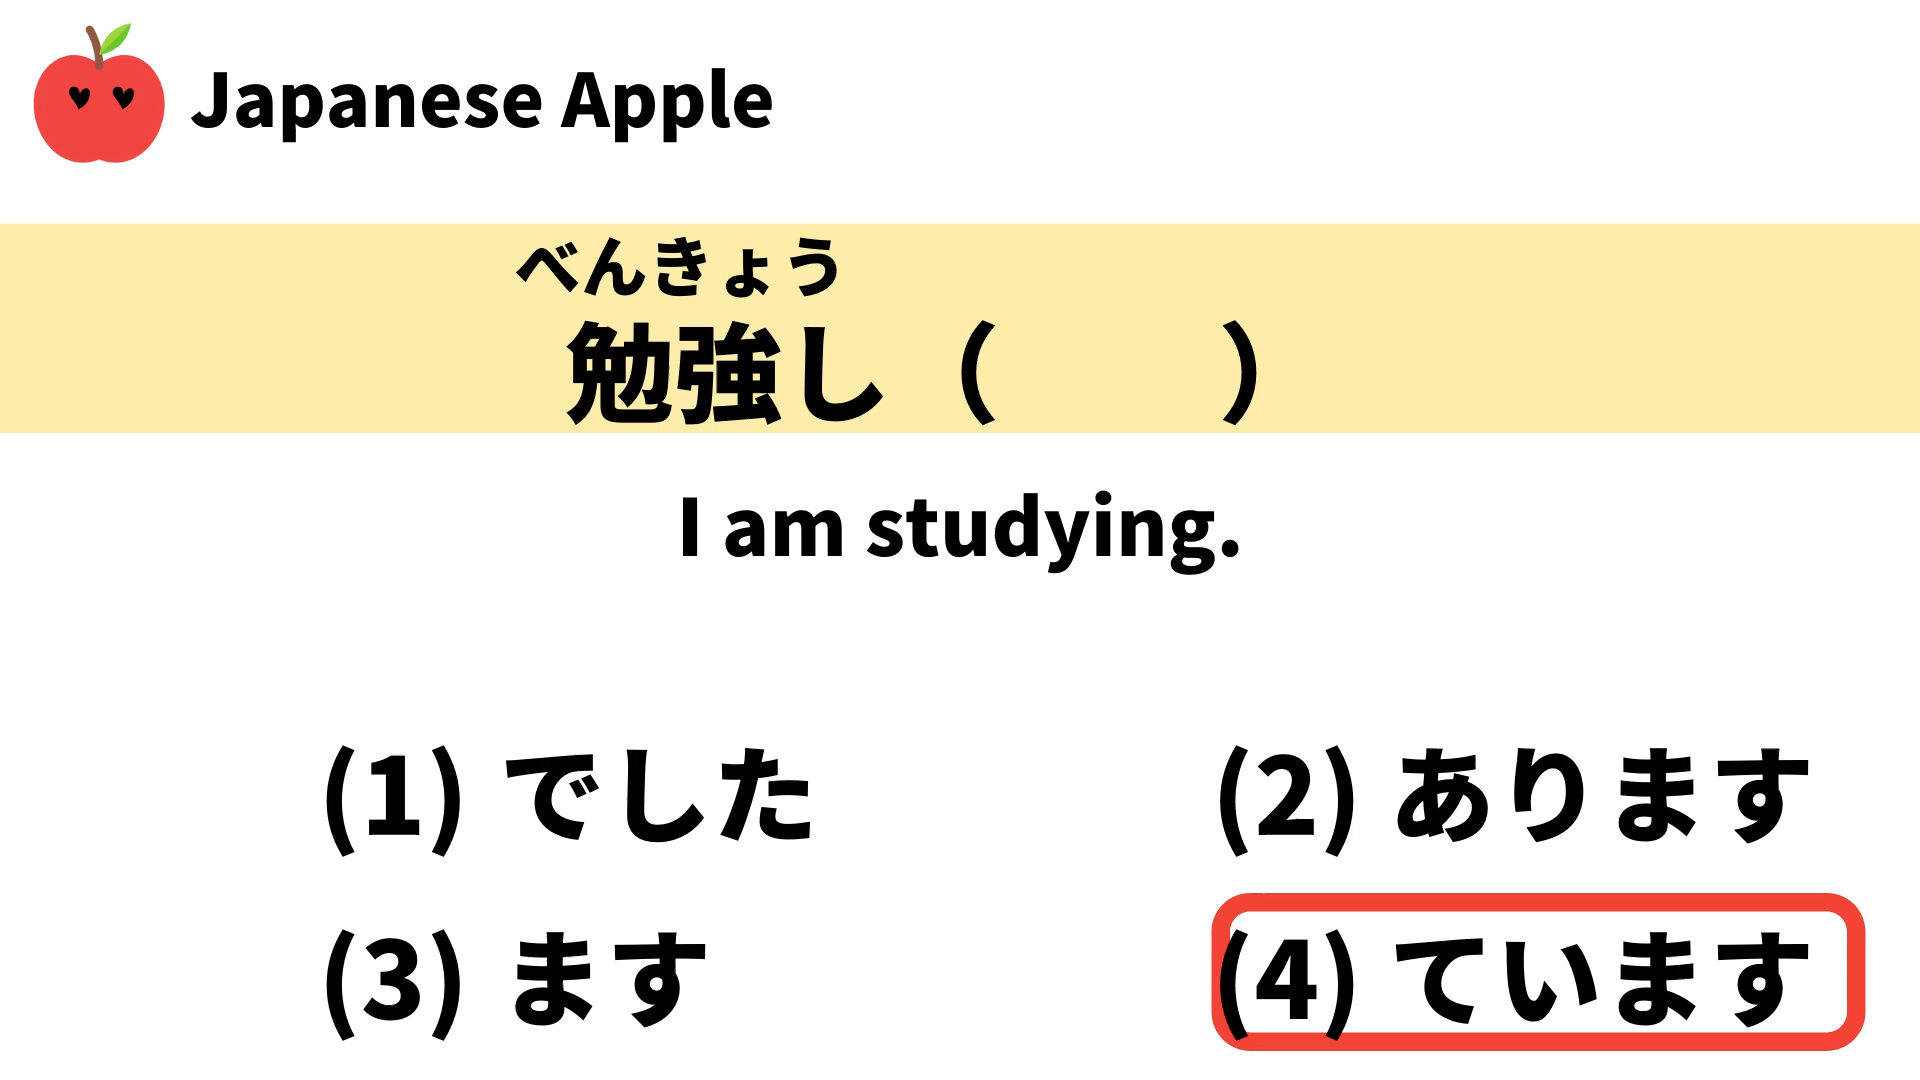 Japanese Apple
べんきょう
勉強し（　　）
I am studying.
(1) でした
(2) あります
(3) ます
(4) ています